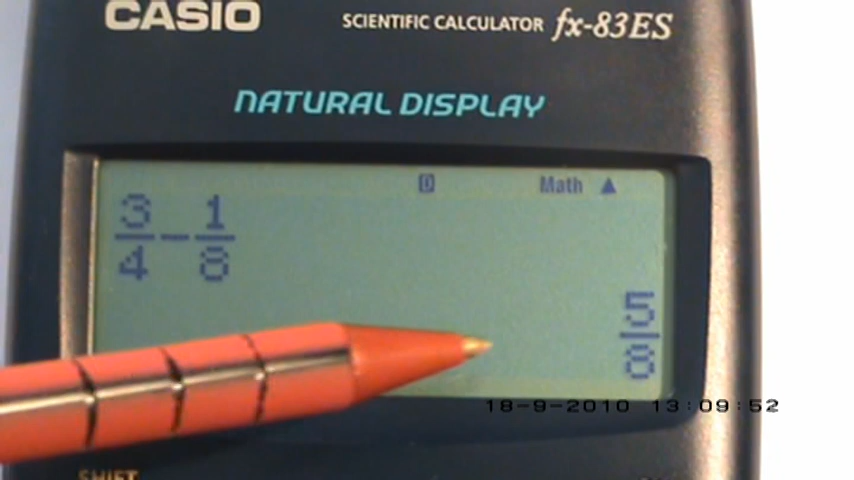 CASIO
SCIENTIFIC CALCULATOR fx-83ES
NATURAL DISPLAY
D Math ▲
3/4 - 1/8
5/8
18-9-2010 13:09:52
SHIFT